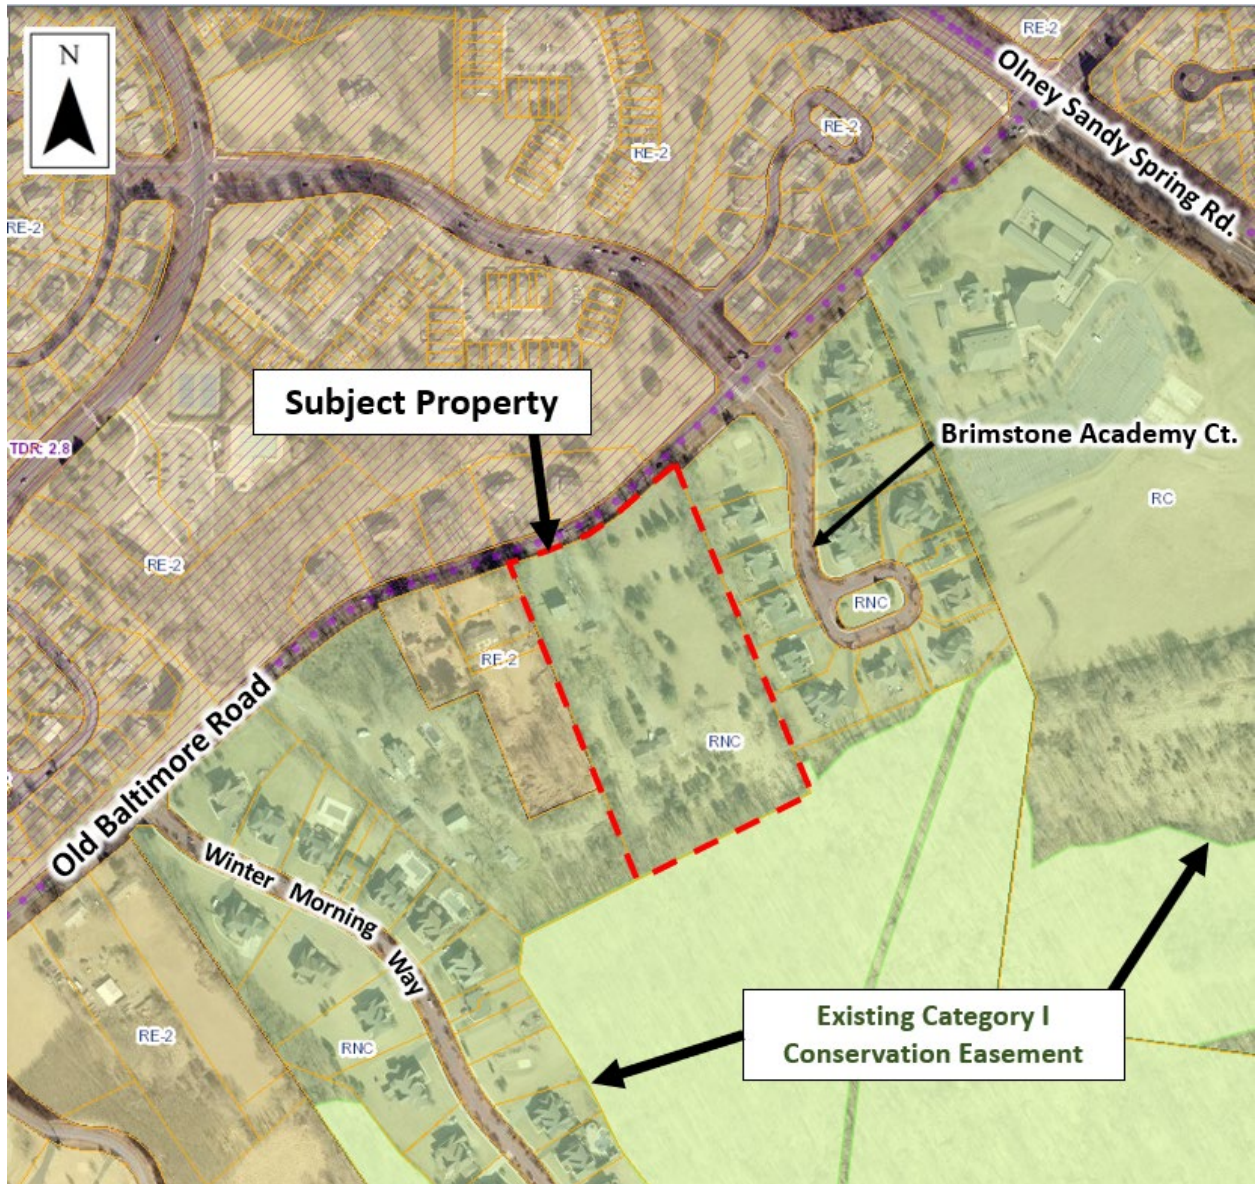 N
RE-2
Olney Sandy Spring Rd.
RE-2
RE-2
RE-2
Subject Property
Brimstone Academy Ct.
TDR: 2.8
RC
RE-2
RNC
RE-2
Old Baltimore Road
RNC
Winter Morning Way
Existing Category I
Conservation Easement
RE-2
RNC